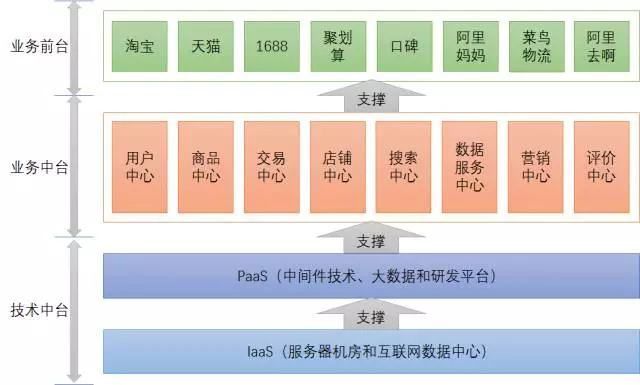 业务前台
淘宝
天猫
1688
聚划
算
口碑
阿里
妈妈
菜鸟
物流
阿里
去啊
支撑
业务中台
用户
中心
商品
中心
交易
中心
店铺
中心
搜索
中心
数据
服务
中心
营销
中心
评价
中心
支撑
技术中台
PaaS（中间件技术、大数据和研发平台）
支撑
IaaS（服务器机房和互联网数据中心）